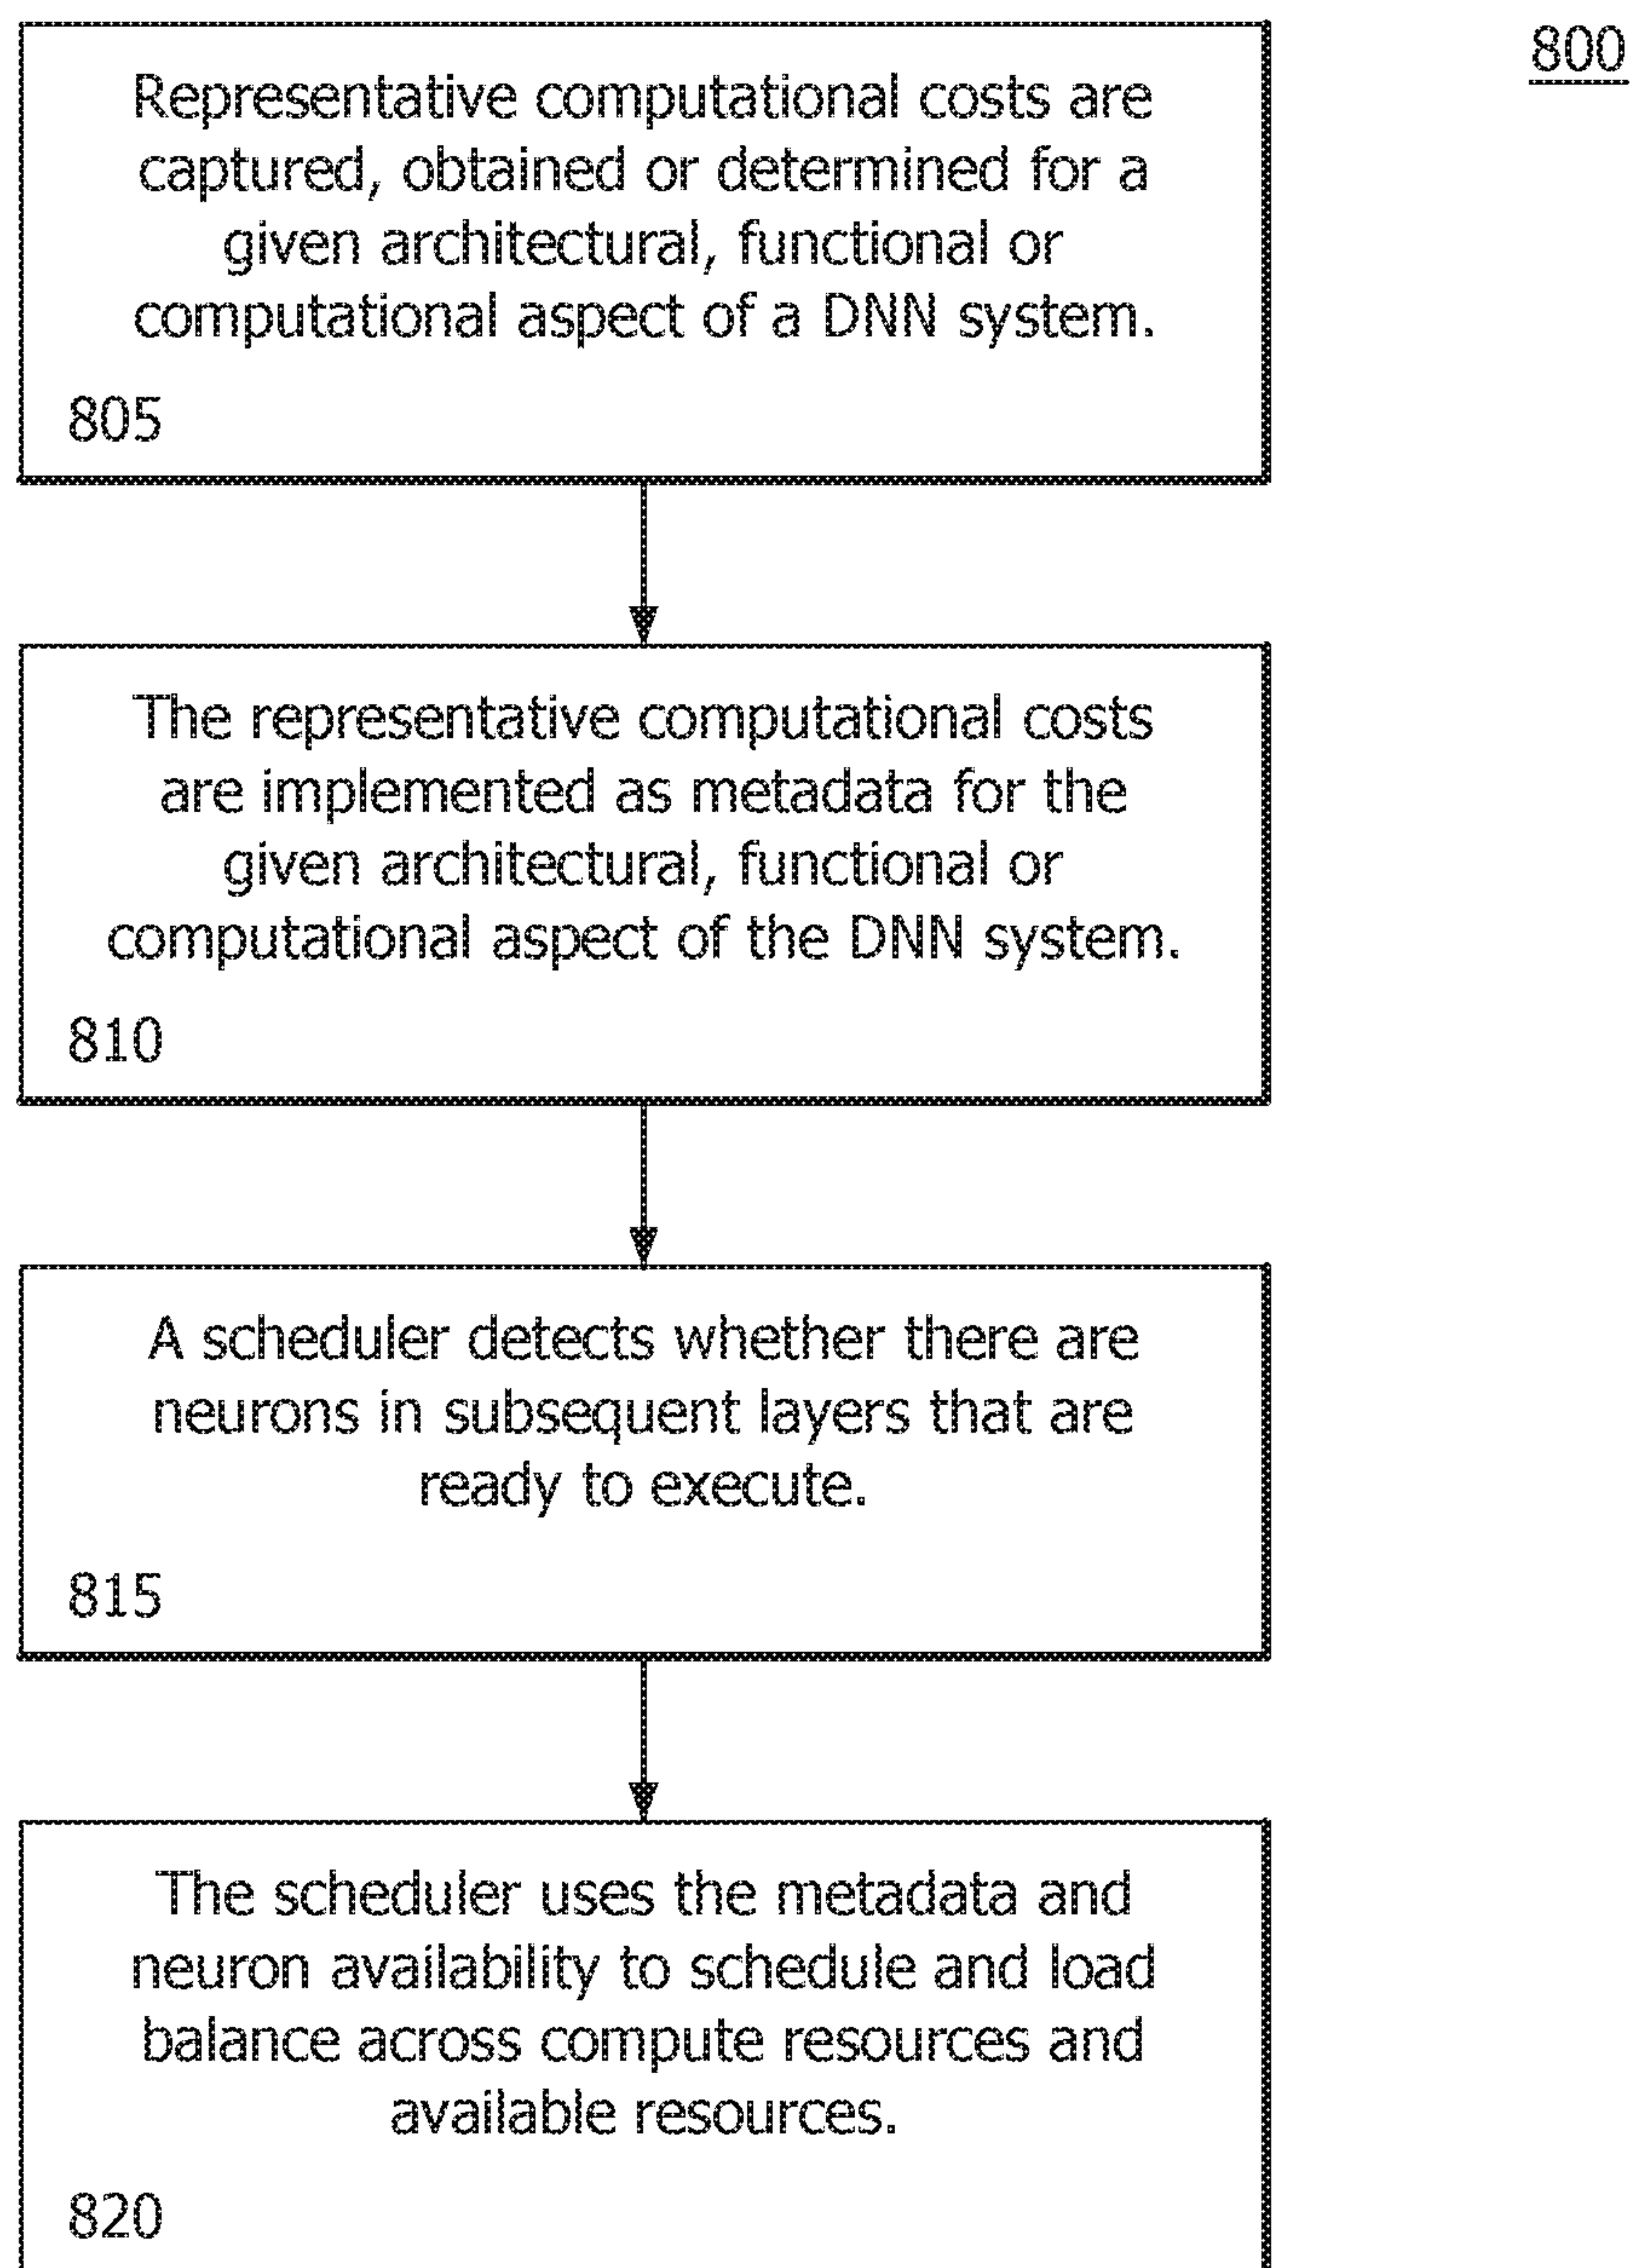 800
Representative computational costs are
captured, obtained or determined for a
given architectural, functional or
computational aspect of a DNN system.
805
The representative computational costs
are implemented as metadata for the
given architectural, functional or
computational aspect of the DNN system.
810
A scheduler detects whether there are
neurons in subsequent layers that are
ready to execute.
815
The scheduler uses the metadata and
neuron availability to schedule and load
balance across compute resources and
available resources.
820